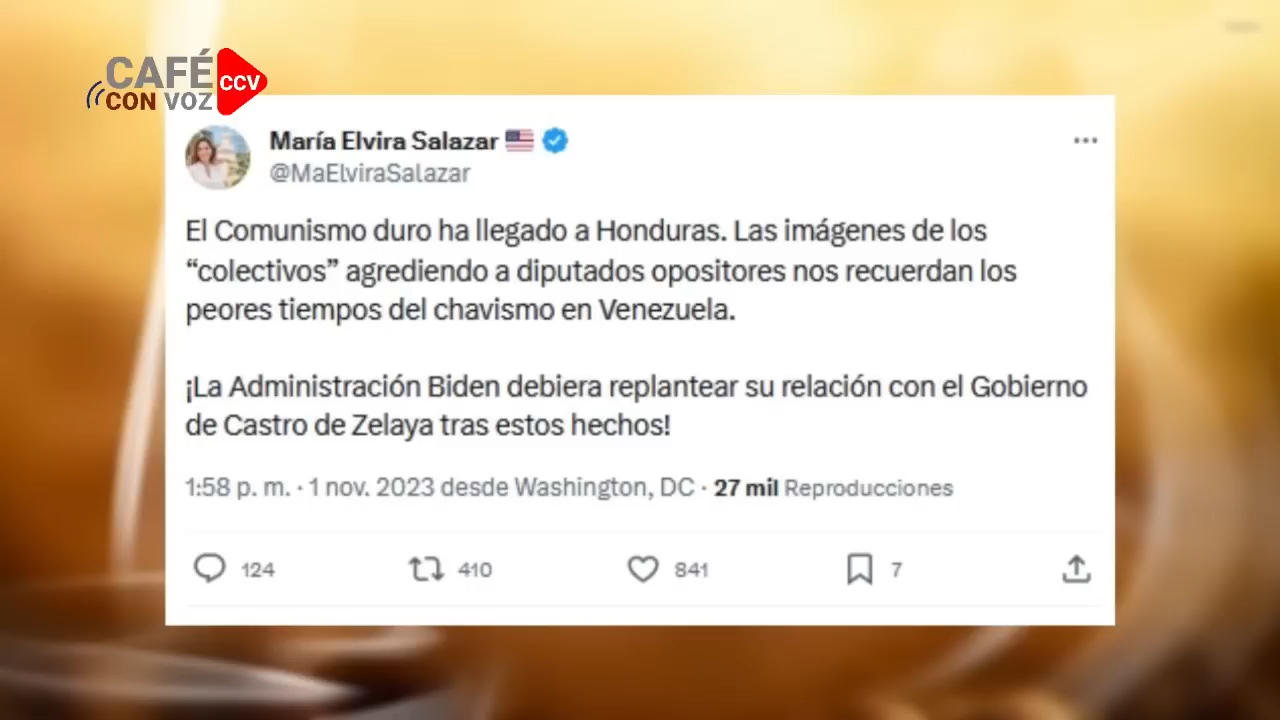 CAFÉ
CON VOZ
CCV
María Elvira Salazar
@MaElviraSalazar
El Comunismo duro ha llegado a Honduras. Las imágenes de los
“colectivos” agrediendo a diputados opositores nos recuerdan los
peores tiempos del chavismo en Venezuela.
¡La Administración Biden debiera replantear su relación con el Gobierno
de Castro de Zelaya tras estos hechos!
1:58 p. m. · 1 nov. 2023 desde Washington, DC · 27 mil Reproducciones
124 410 841 7